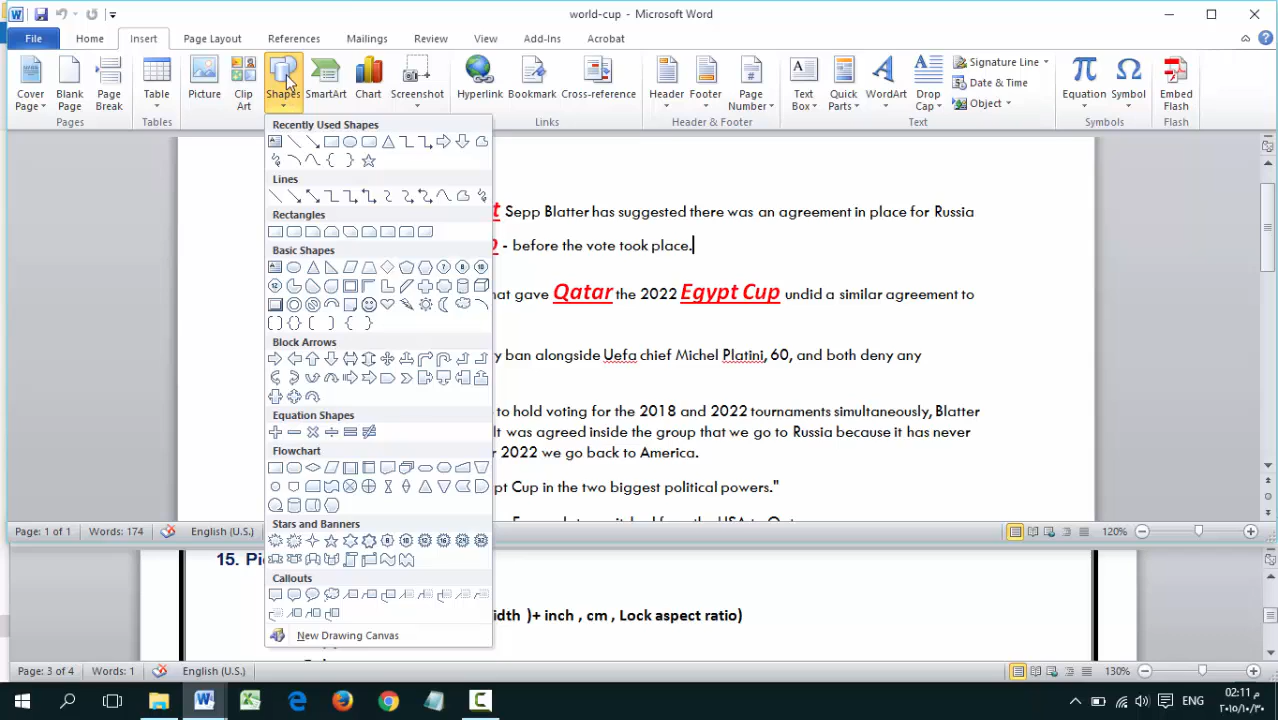 world-cup - Microsoft Word
File Home Insert Page Layout References Mailings Review View Add-Ins Acrobat
Cover Page
Blank Page
Page Break
Table
Picture
Clip Art
Shapes
SmartArt
Chart
Screenshot
Hyperlink
Bookmark
Cross-reference
Header
Footer
Page Number
Text Box
Quick Parts
WordArt
Drop Cap
Signature Line
Date & Time
Object
Equation
Symbol
Embed Flash
Pages Tables Links Header & Footer Text Symbols Flash
Recently Used Shapes
Lines
Rectangles
Basic Shapes
Block Arrows
Equation Shapes
Flowchart
Stars and Banners
Callouts
New Drawing Canvas
t Sepp Blatter has suggested there was an agreement in place for Russia
p - before the vote took place.
hat gave Qatar the 2022 Egypt Cup undid a similar agreement to
y ban alongside Uefa chief Michel Platini, 60, and both deny any
to hold voting for the 2018 and 2022 tournaments simultaneously, Blatter
It was agreed inside the group that we go to Russia because it has never
r 2022 we go back to America.
pt Cup in the two biggest political powers."
Page: 1 of 1 Words: 174 English (U.S.) 120%
15. Pi
idth )+ inch , cm , Lock aspect ratio)
Page: 3 of 4 Words: 1 English (U.S.) 130%
ENG
02:11 م
٢٠١٥/١٠/٣٠